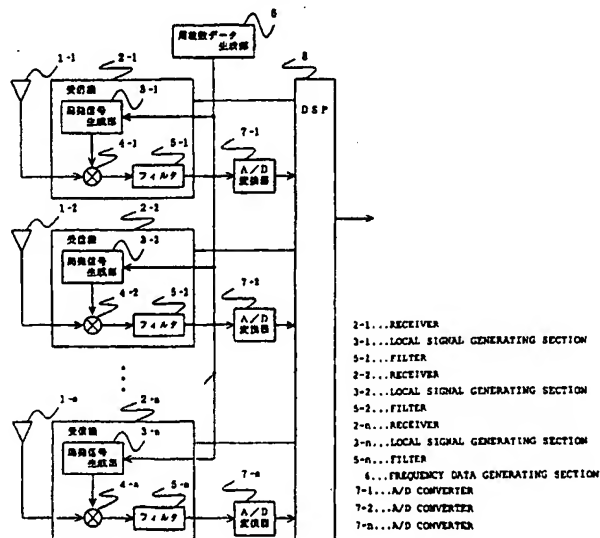 6
周波数データ
生成部
1-1
2-1
8
受信機
3-1
DSP
局発信号
生成部
4-1
5-1
7-1
フィルタ
A/D
変換器
1-2
2-2
受信機
3-2
局発信号
生成部
4-2
5-2
7-2
フィルタ
A/D
変換器
1-n
2-n
受信機
3-n
局発信号
生成部
4-n
5-n
7-n
フィルタ
A/D
変換器
2-1...RECEIVER
3-1...LOCAL SIGNAL GENERATING SECTION
5-1...FILTER
2-2...RECEIVER
3-2...LOCAL SIGNAL GENERATING SECTION
5-2...FILTER
2-n...RECEIVER
3-n...LOCAL SIGNAL GENERATING SECTION
5-n...FILTER
6...FREQUENCY DATA GENERATING SECTION
7-1...A/D CONVERTER
7-2...A/D CONVERTER
7-n...A/D CONVERTER